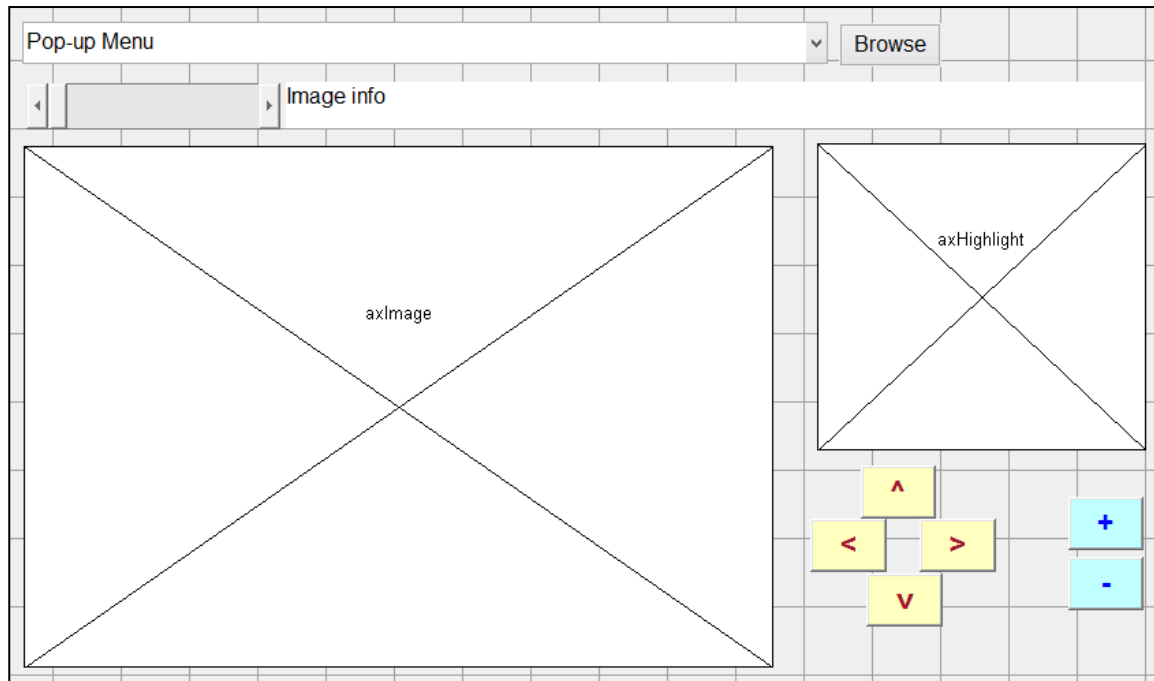 Pop-up Menu
Browse
Image info
axImage
axHighlight
^
< >
v
+
-